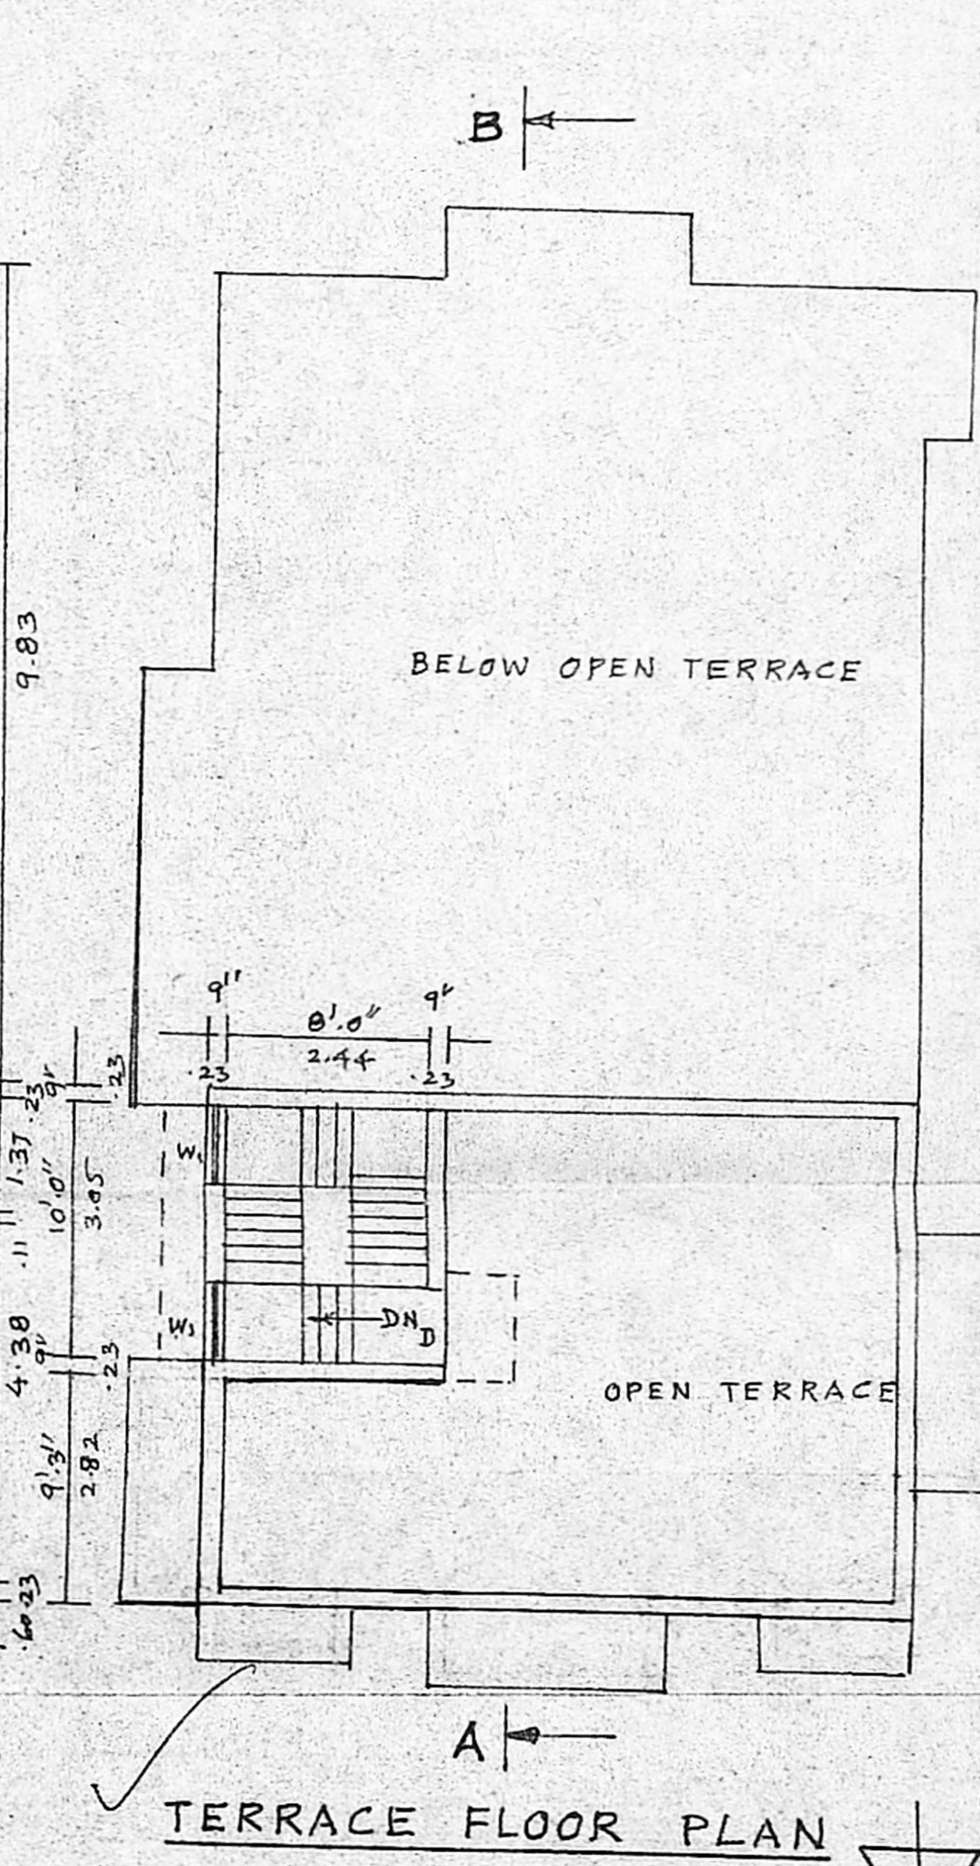 B
9.83
BELOW OPEN TERRACE
9"
8'.0"
9"
2.44
.23
.23
.23
9"
.23
1.37
10'.0"
3.05
.11
W₁
W₁
DN
D
4.38
9"
.23
OPEN TERRACE
9'.3"
2.82
.23
.60
A
TERRACE FLOOR PLAN